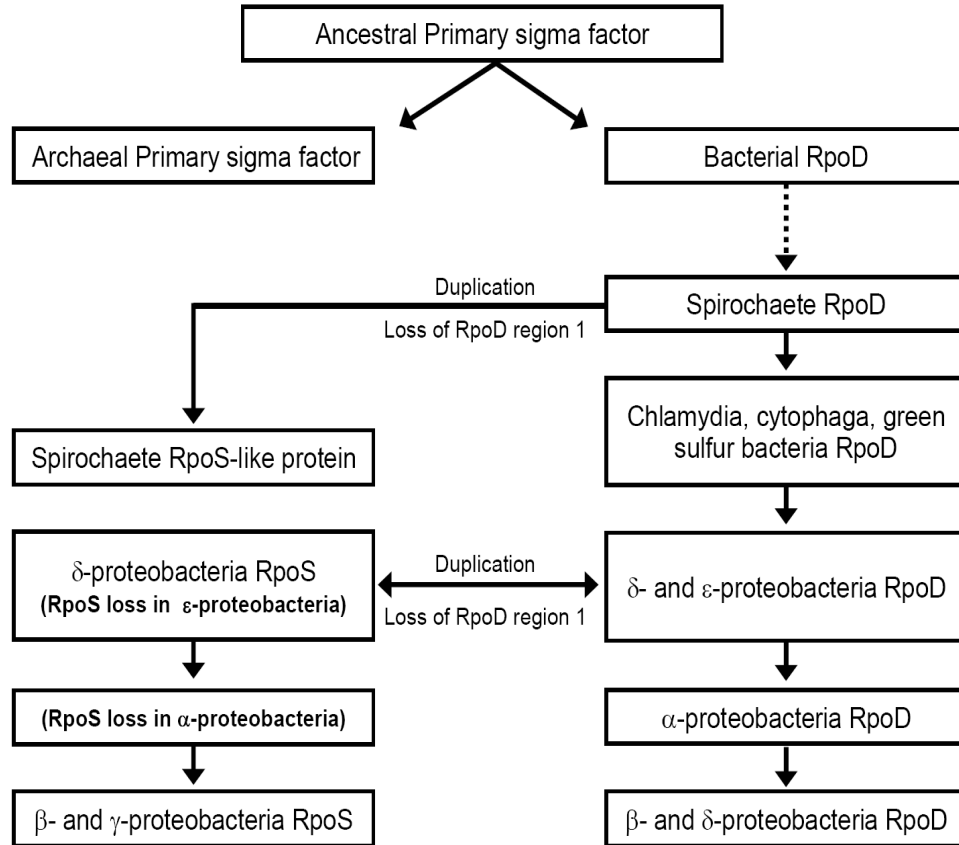 Ancestral Primary sigma factor
Archaeal Primary sigma factor
Bacterial RpoD
Duplication
Loss of RpoD region 1
Spirochaete RpoD
Spirochaete RpoS-like protein
Chlamydia, cytophaga, green
sulfur bacteria RpoD
δ-proteobacteria RpoS
(RpoS loss in ε-proteobacteria)
Duplication
Loss of RpoD region 1
δ- and ε-proteobacteria RpoD
(RpoS loss in α-proteobacteria)
α-proteobacteria RpoD
β- and γ-proteobacteria RpoS
β- and δ-proteobacteria RpoD